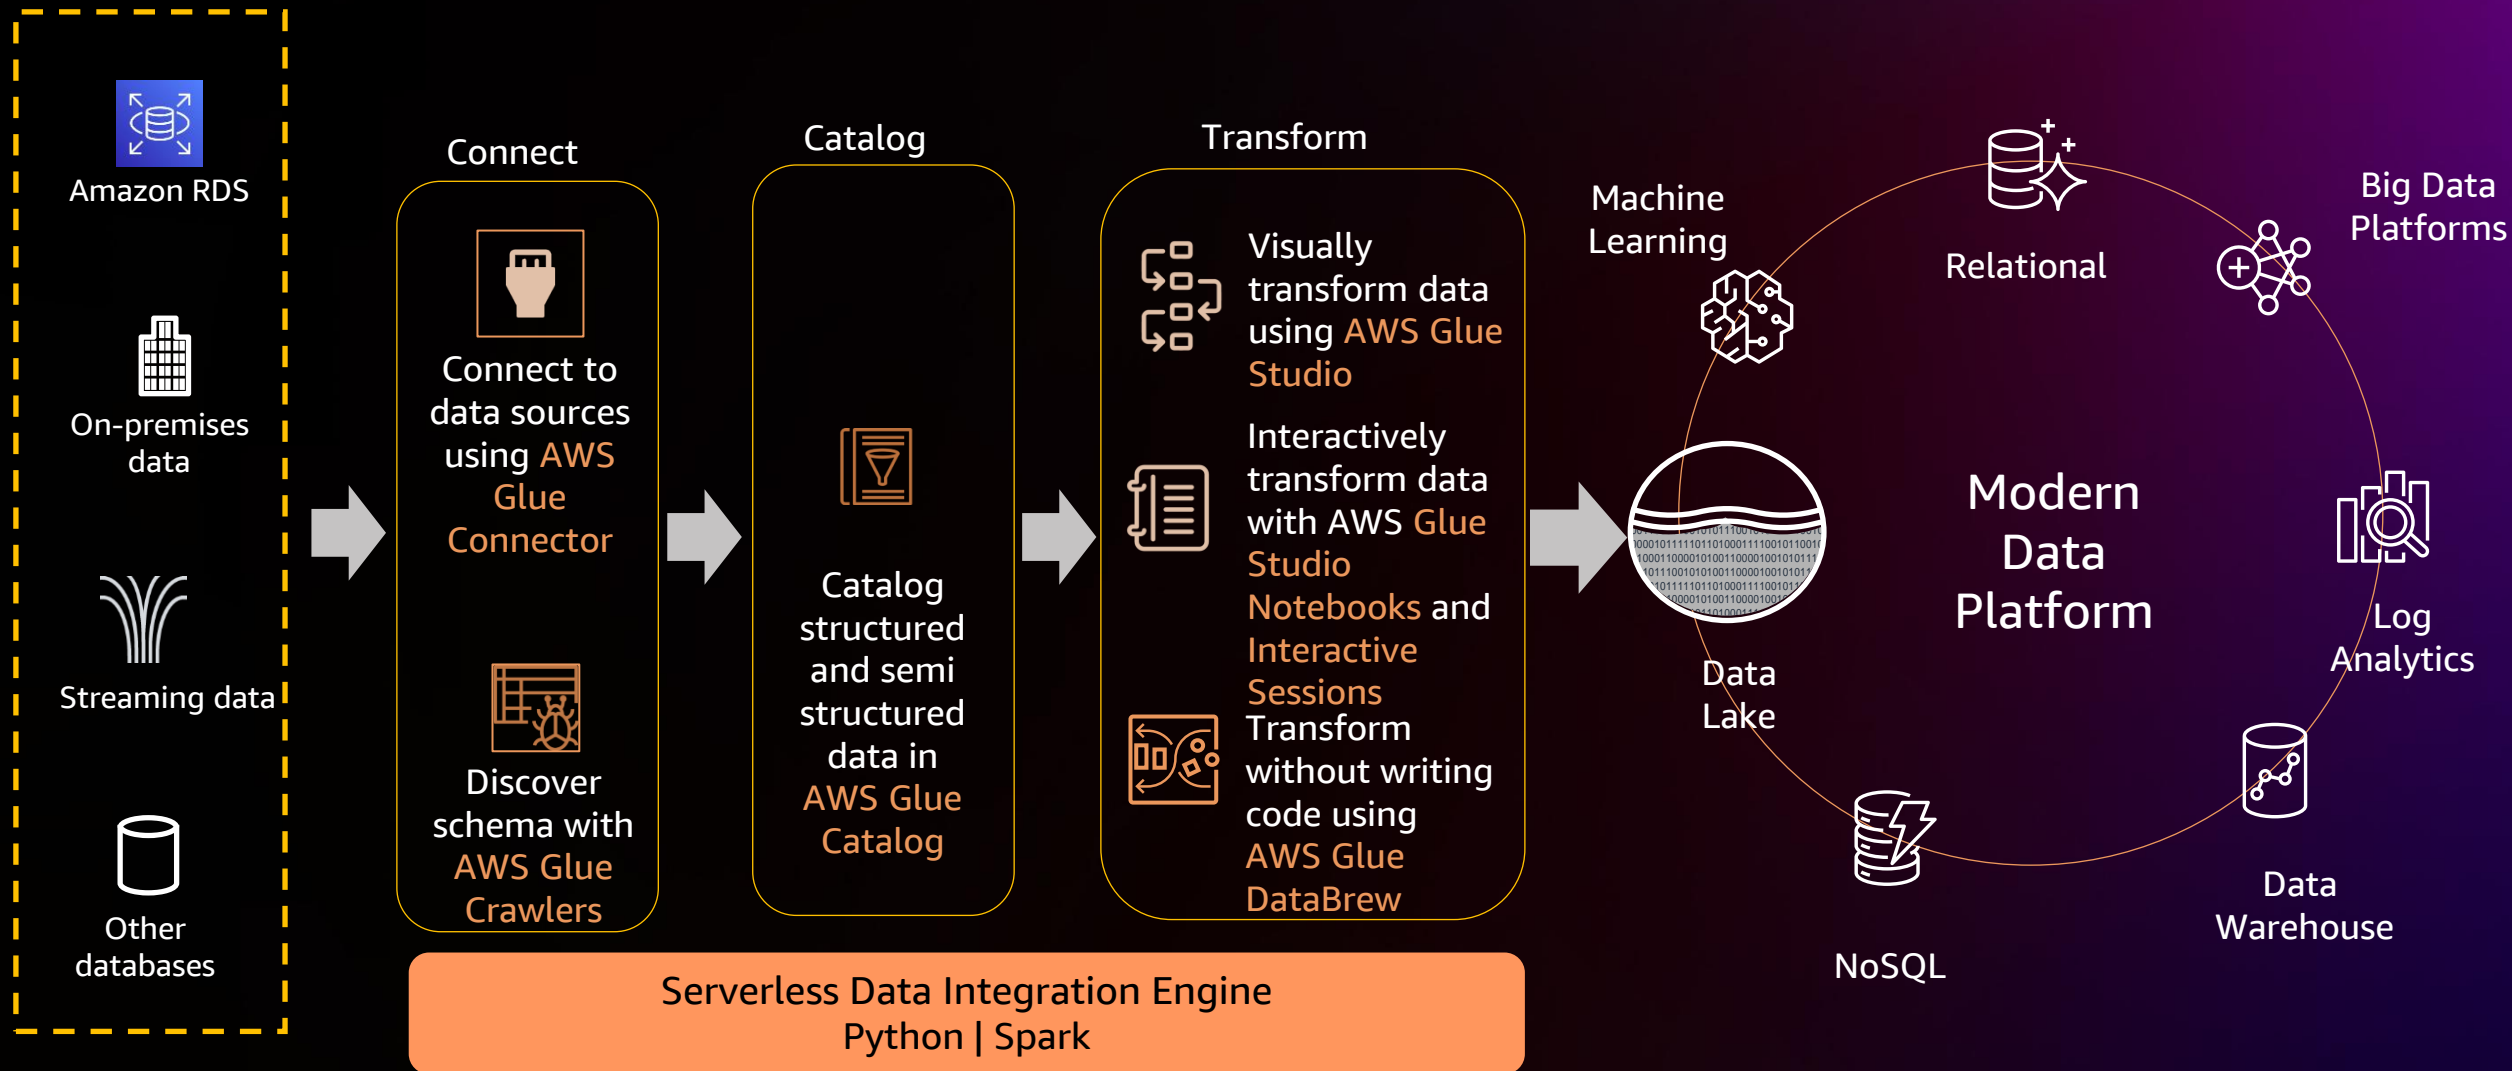 Amazon RDS
On-premises
data
Streaming data
Other
databases
Connect
Connect to
data sources
using AWS
Glue
Connector
Discover
schema with
AWS Glue
Crawlers
Catalog
Catalog
structured
and semi
structured
data in
AWS Glue
Catalog
Transform
Visually
transform data
using AWS Glue
Studio
Interactively
transform data
with AWS Glue
Studio
Notebooks and
Interactive
Sessions
Transform
without writing
code using
AWS Glue
DataBrew
Serverless Data Integration Engine
Python | Spark
Machine
Learning
Relational
Big Data
Platforms
Modern
Data
Platform
Log
Analytics
Data
Lake
Data
Warehouse
NoSQL